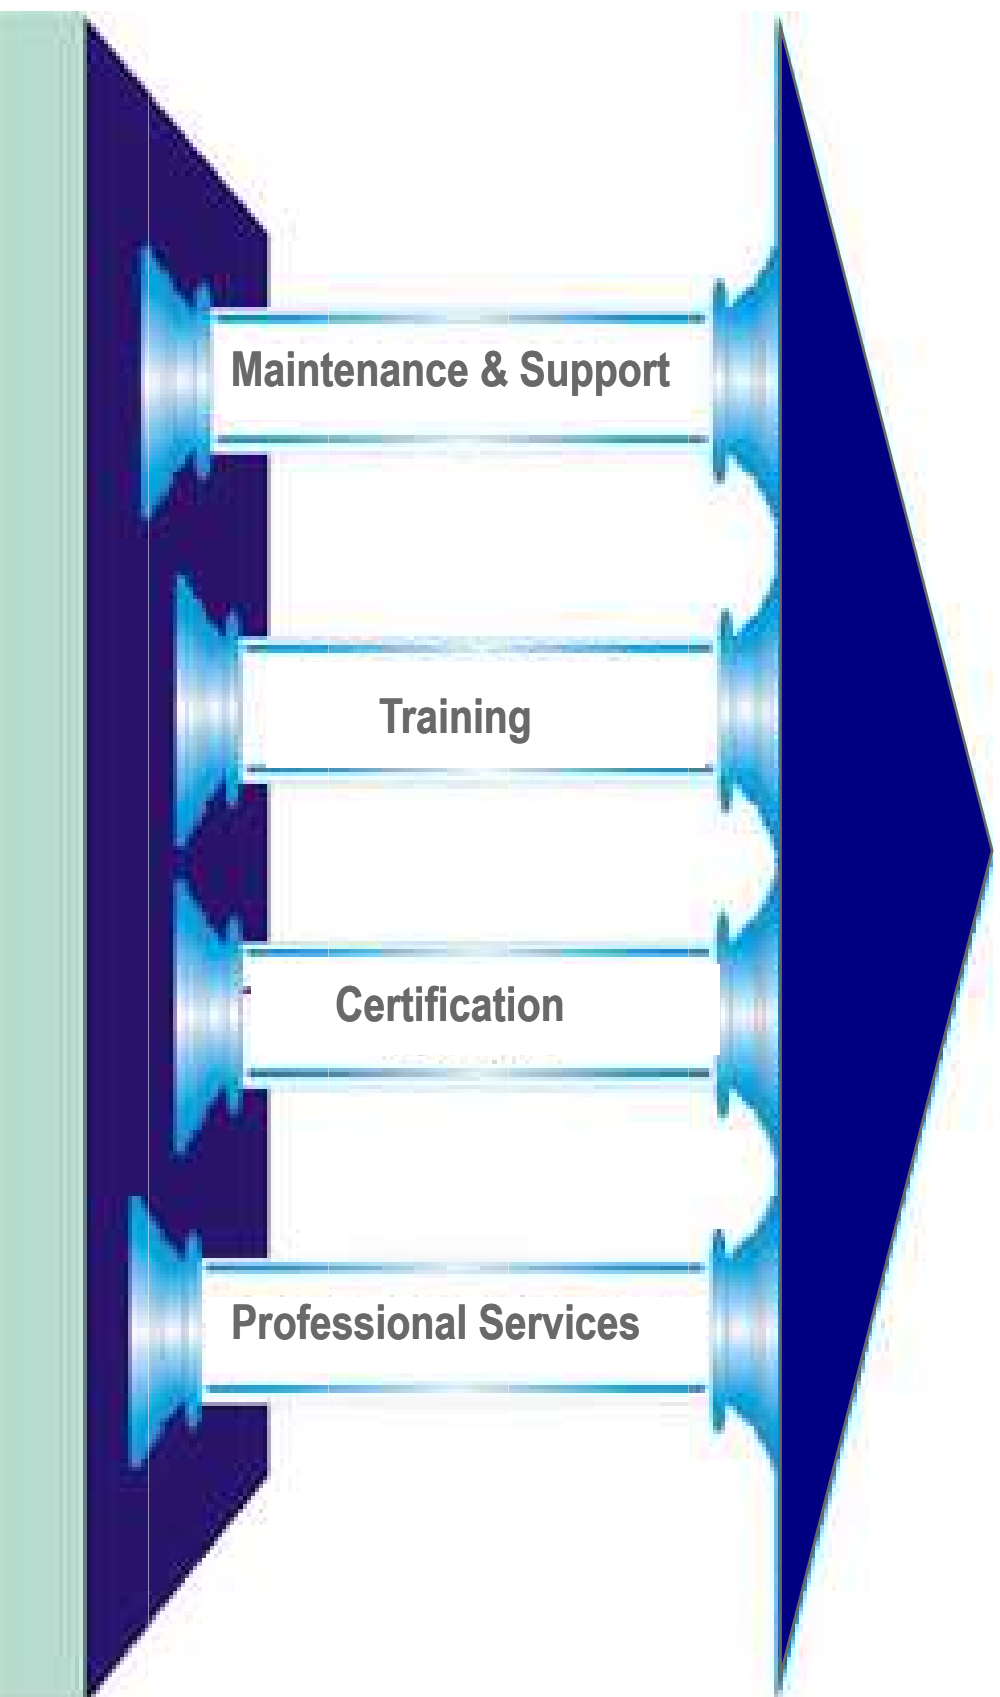 Maintenance & Support
Training
Certification
Professional Services